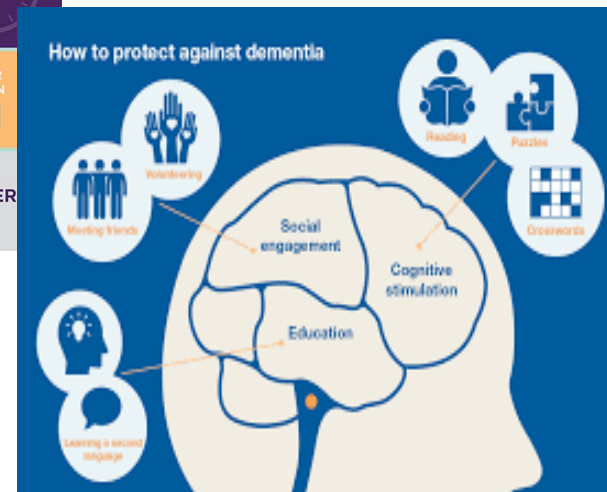 How to protect against dementia
Reading
Puzzles
Crosswords
Volunteering
Meeting friends
Social
engagement
Cognitive
stimulation
Education
Learning a second
language
ER